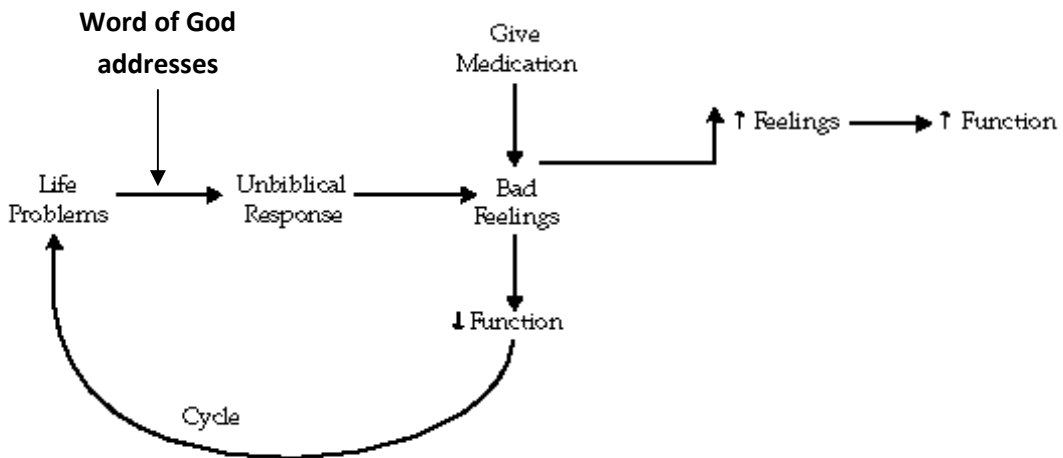 Word of God
addresses
Give
Medication
↑ Feelings
↑ Function
Life
Problems
Unbiblical
Response
Bad
Feelings
↓ Function
Cycle